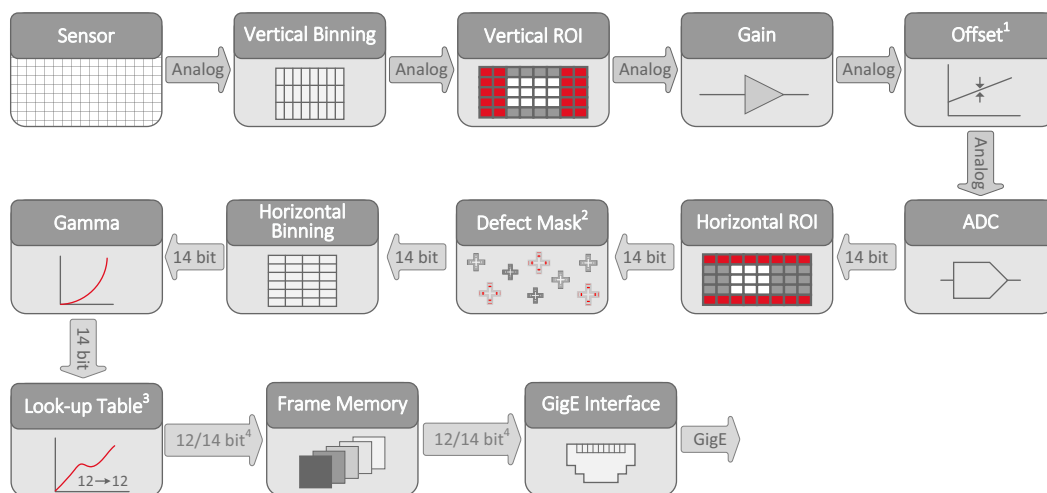 Sensor
Analog
Vertical Binning
Analog
Vertical ROI
Analog
Gain
Analog
Offset¹
Analog
ADC
14 bit
Horizontal ROI
14 bit
Defect Mask²
14 bit
Horizontal
Binning
14 bit
Gamma
14 bit
Look-up Table³
12→12
12/14 bit⁴
Frame Memory
12/14 bit⁴
GigE Interface
GigE